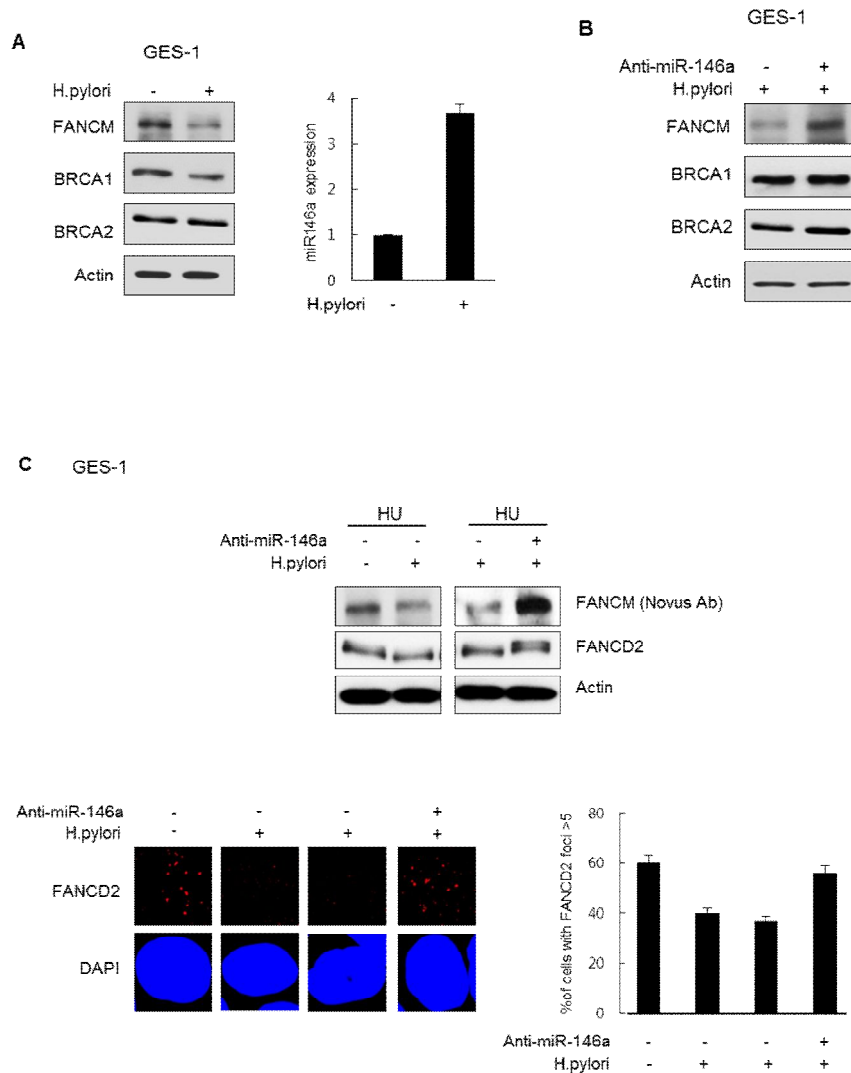 A
GES-1
H.pylori - +
FANCM
BRCA1
BRCA2
Actin
miR146a expression
4
3
2
1
0
H.pylori - +
B
GES-1
Anti-miR-146a - +
H.pylori + +
FANCM
BRCA1
BRCA2
Actin
C GES-1
HU HU
Anti-miR-146a - - - +
H.pylori - + + +
FANCM (Novus Ab)
FANCD2
Actin
Anti-miR-146a - - - +
H.pylori - + + +
FANCD2
DAPI
%of cells with FANCD2 foci >5
80
60
40
20
0
Anti-miR-146a - - - +
H.pylori - + + +